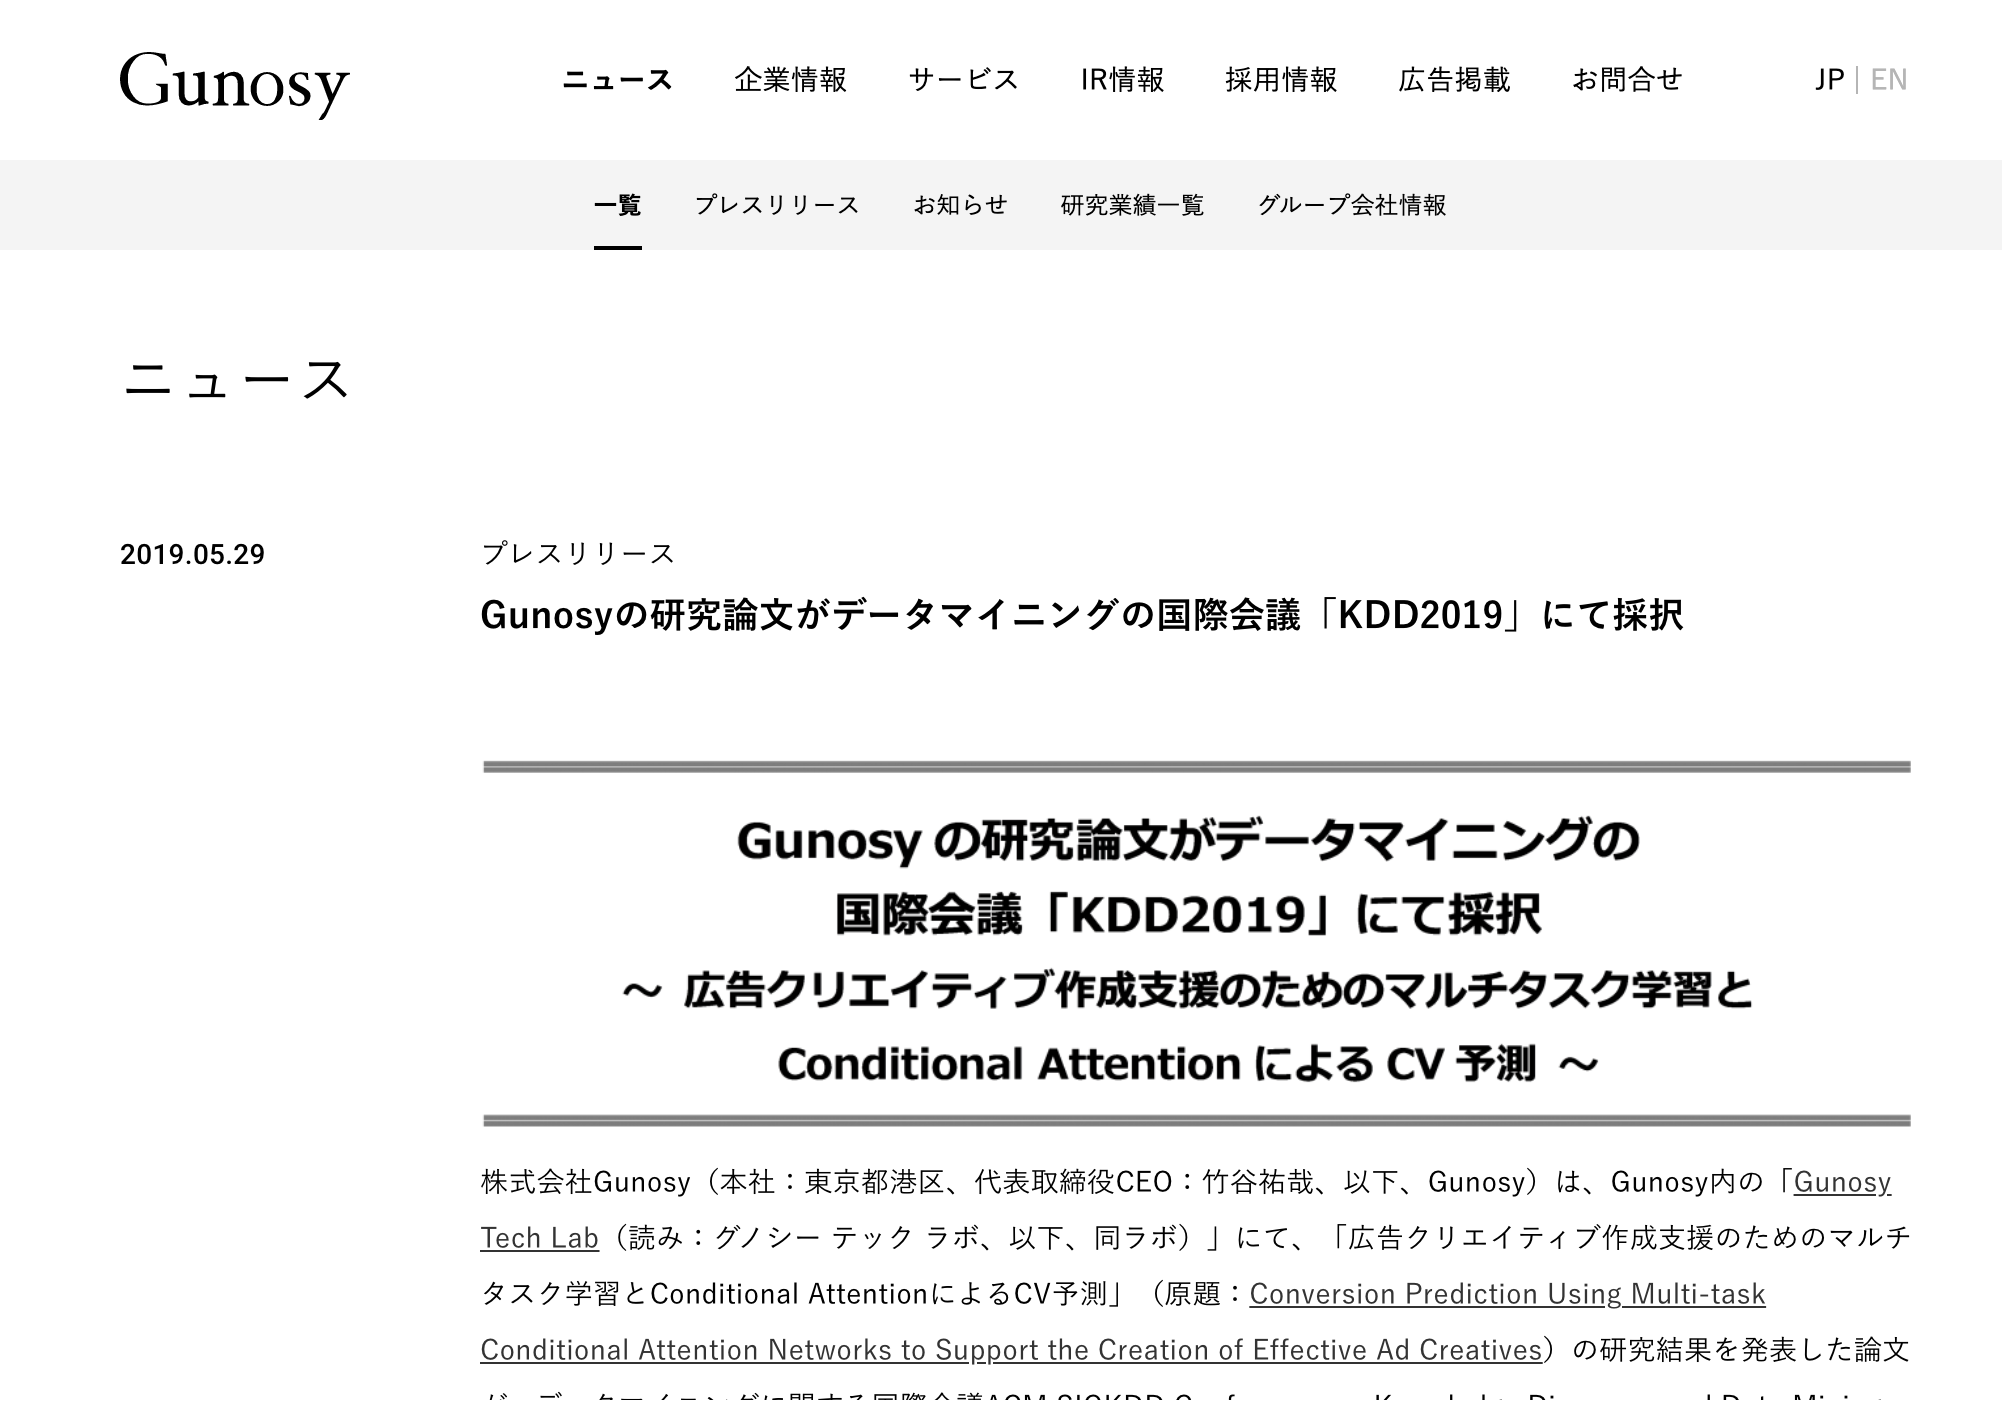 Gunosy
ニュース 企業情報 サービス IR情報 採用情報 広告掲載 お問合せ JP | EN
一覧 プレスリリース お知らせ 研究業績一覧 グループ会社情報
ニュース
2019.05.29
プレスリリース
Gunosyの研究論文がデータマイニングの国際会議「KDD2019」にて採択
Gunosy の研究論文がデータマイニングの
国際会議「KDD2019」にて採択
～ 広告クリエイティブ作成支援のためのマルチタスク学習と
Conditional Attention による CV 予測 ～
株式会社Gunosy（本社：東京都港区、代表取締役CEO：竹谷祐哉、以下、Gunosy）は、Gunosy内の「Gunosy
Tech Lab（読み：グノシー テック ラボ、以下、同ラボ）」にて、「広告クリエイティブ作成支援のためのマルチ
タスク学習とConditional AttentionによるCV予測」（原題：Conversion Prediction Using Multi-task
Conditional Attention Networks to Support the Creation of Effective Ad Creatives）の研究結果を発表した論文